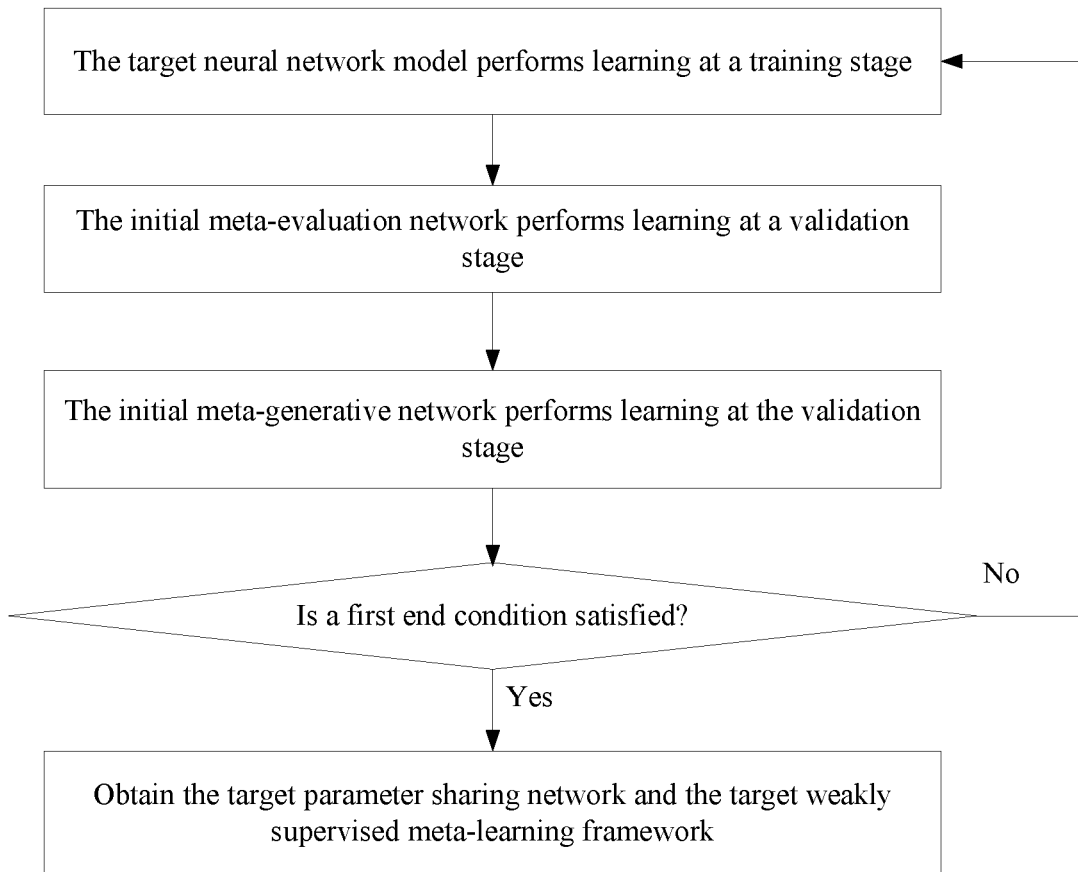 The target neural network model performs learning at a training stage
The initial meta-evaluation network performs learning at a validation
stage
The initial meta-generative network performs learning at the validation
stage
No
Is a first end condition satisfied?
Yes
Obtain the target parameter sharing network and the target weakly
supervised meta-learning framework